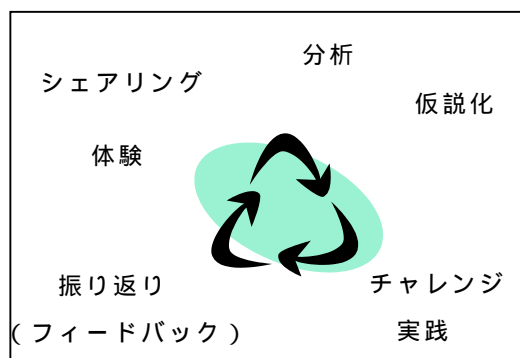 分析
シェアリング
仮説化
体験
振り返り
(フィードバック)
チャレンジ
実践